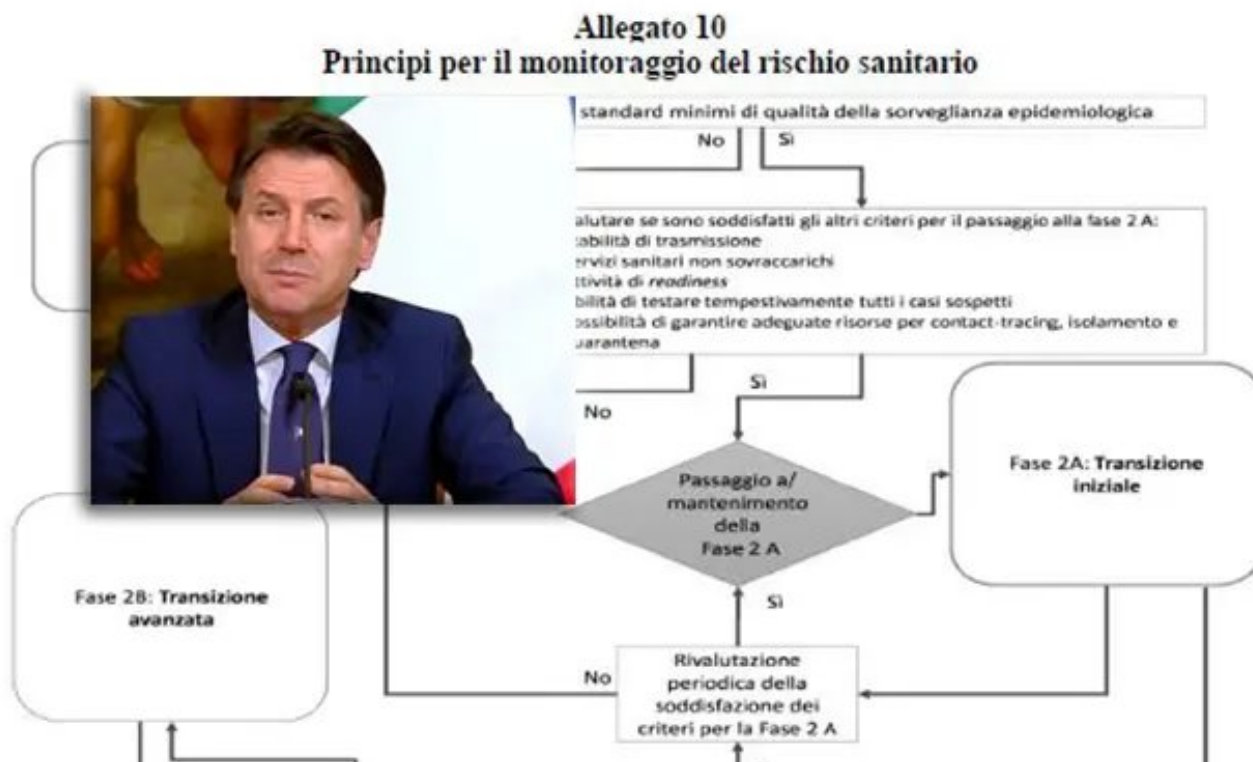 Allegato 10
Principi per il monitoraggio del rischio sanitario
standard minimi di qualità della sorveglianza epidemiologica
No
Sì
alutare se sono soddisfatti gli altri criteri per il passaggio alla fase 2 A:
tabilità di trasmissione
ervizi sanitari non sovraccarichi
ttività di readiness
bilità di testare tempestivamente tutti i casi sospetti
ossibilità di garantire adeguate risorse per contact-tracing, isolamento e
uarantena
Sì
No
Passaggio a/
mantenimento
della
Fase 2 A
Fase 2A: Transizione
iniziale
Fase 2B: Transizione
avanzata
Sì
No
Rivalutazione
periodica della
soddisfazione dei
criteri per la Fase 2 A